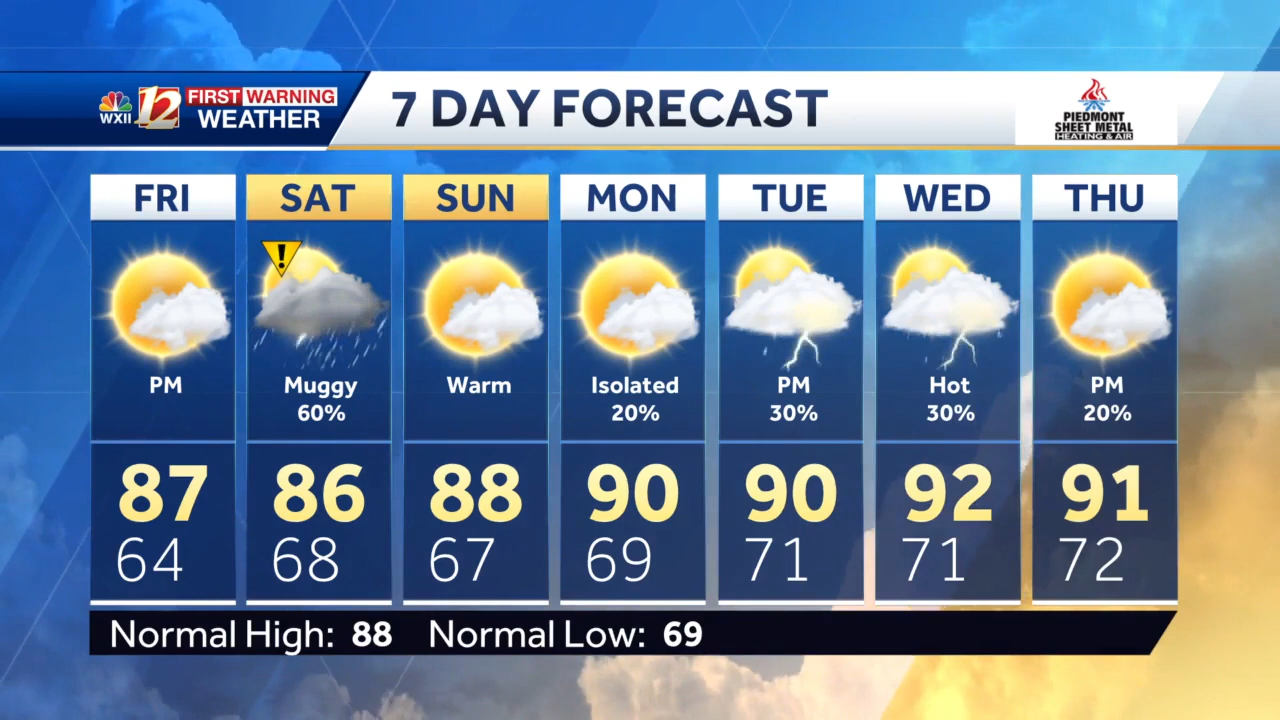 WXII 12 FIRST WARNING
WEATHER
7 DAY FORECAST
PIEDMONT
SHEET METAL
HEATING & AIR
FRI SAT SUN MON TUE WED THU
!
PM Muggy Warm Isolated PM Hot PM
60% 20% 30% 30% 20%
87 86 88 90 90 92 91
64 68 67 69 71 71 72
Normal High: 88 Normal Low: 69